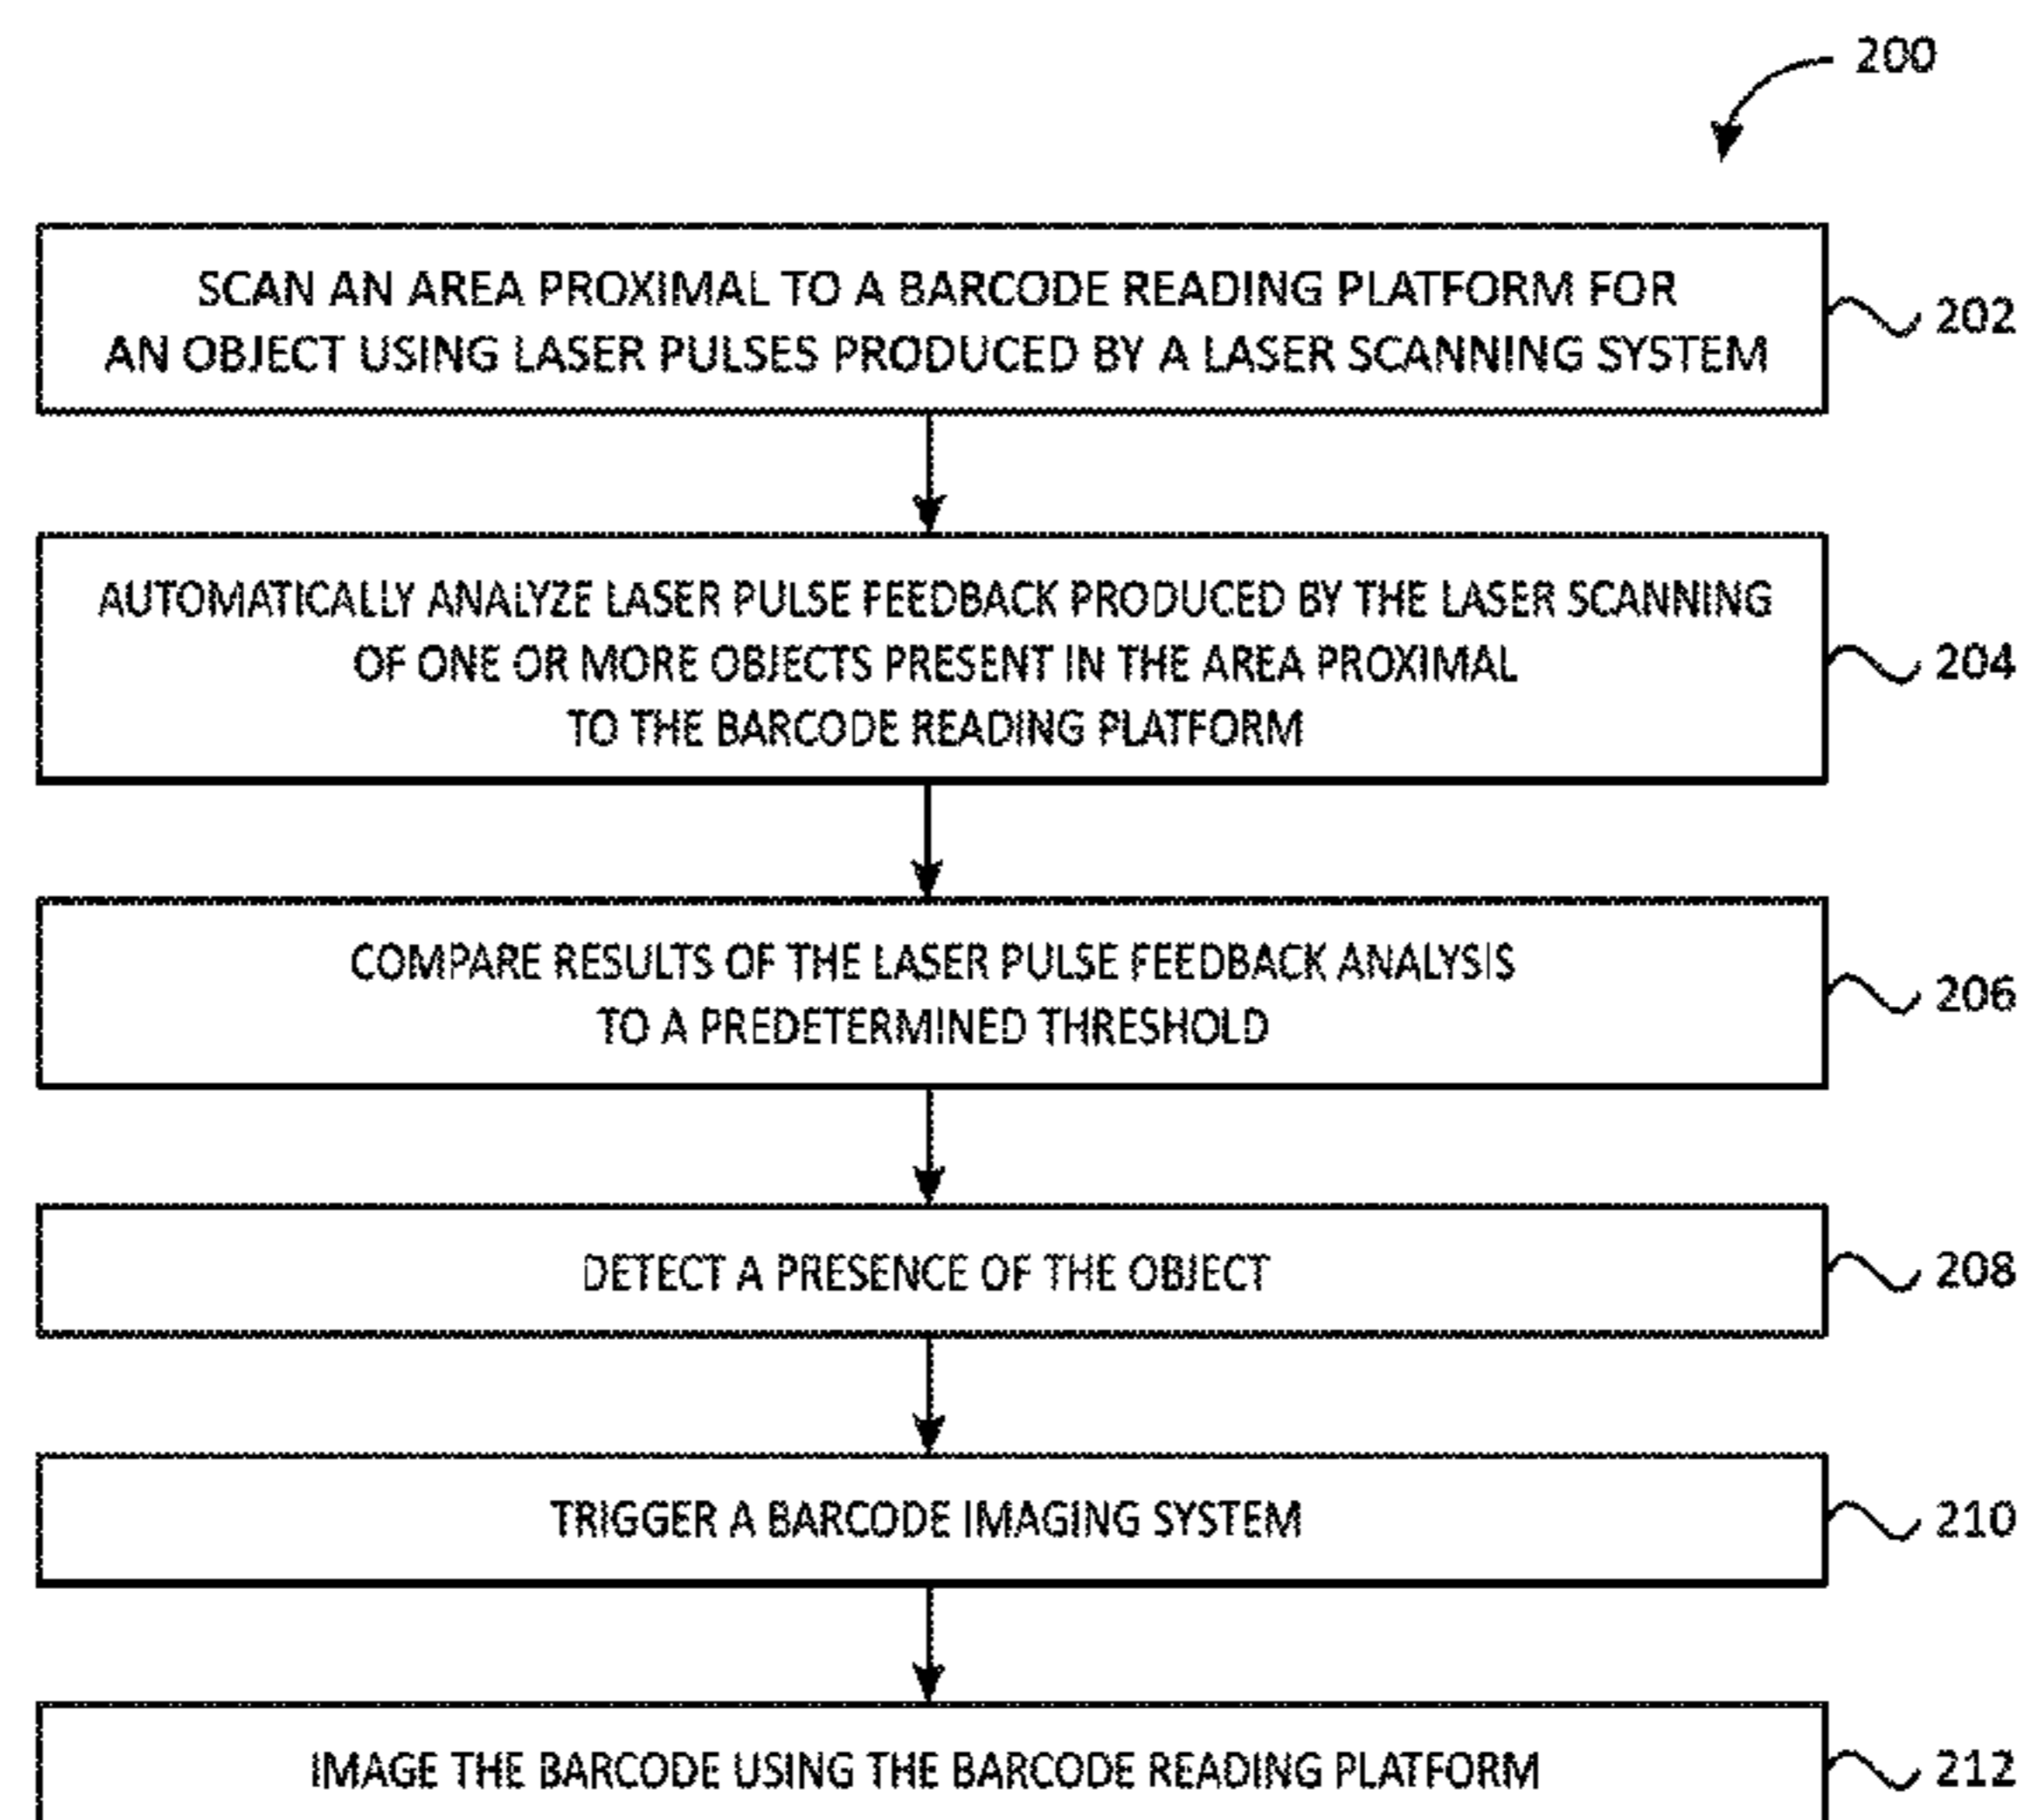 200
SCAN AN AREA PROXIMAL TO A BARCODE READING PLATFORM FOR
AN OBJECT USING LASER PULSES PRODUCED BY A LASER SCANNING SYSTEM
202
AUTOMATICALLY ANALYZE LASER PULSE FEEDBACK PRODUCED BY THE LASER SCANNING
OF ONE OR MORE OBJECTS PRESENT IN THE AREA PROXIMAL
TO THE BARCODE READING PLATFORM
204
COMPARE RESULTS OF THE LASER PULSE FEEDBACK ANALYSIS
TO A PREDETERMINED THRESHOLD
206
DETECT A PRESENCE OF THE OBJECT
208
TRIGGER A BARCODE IMAGING SYSTEM
210
IMAGE THE BARCODE USING THE BARCODE READING PLATFORM
212